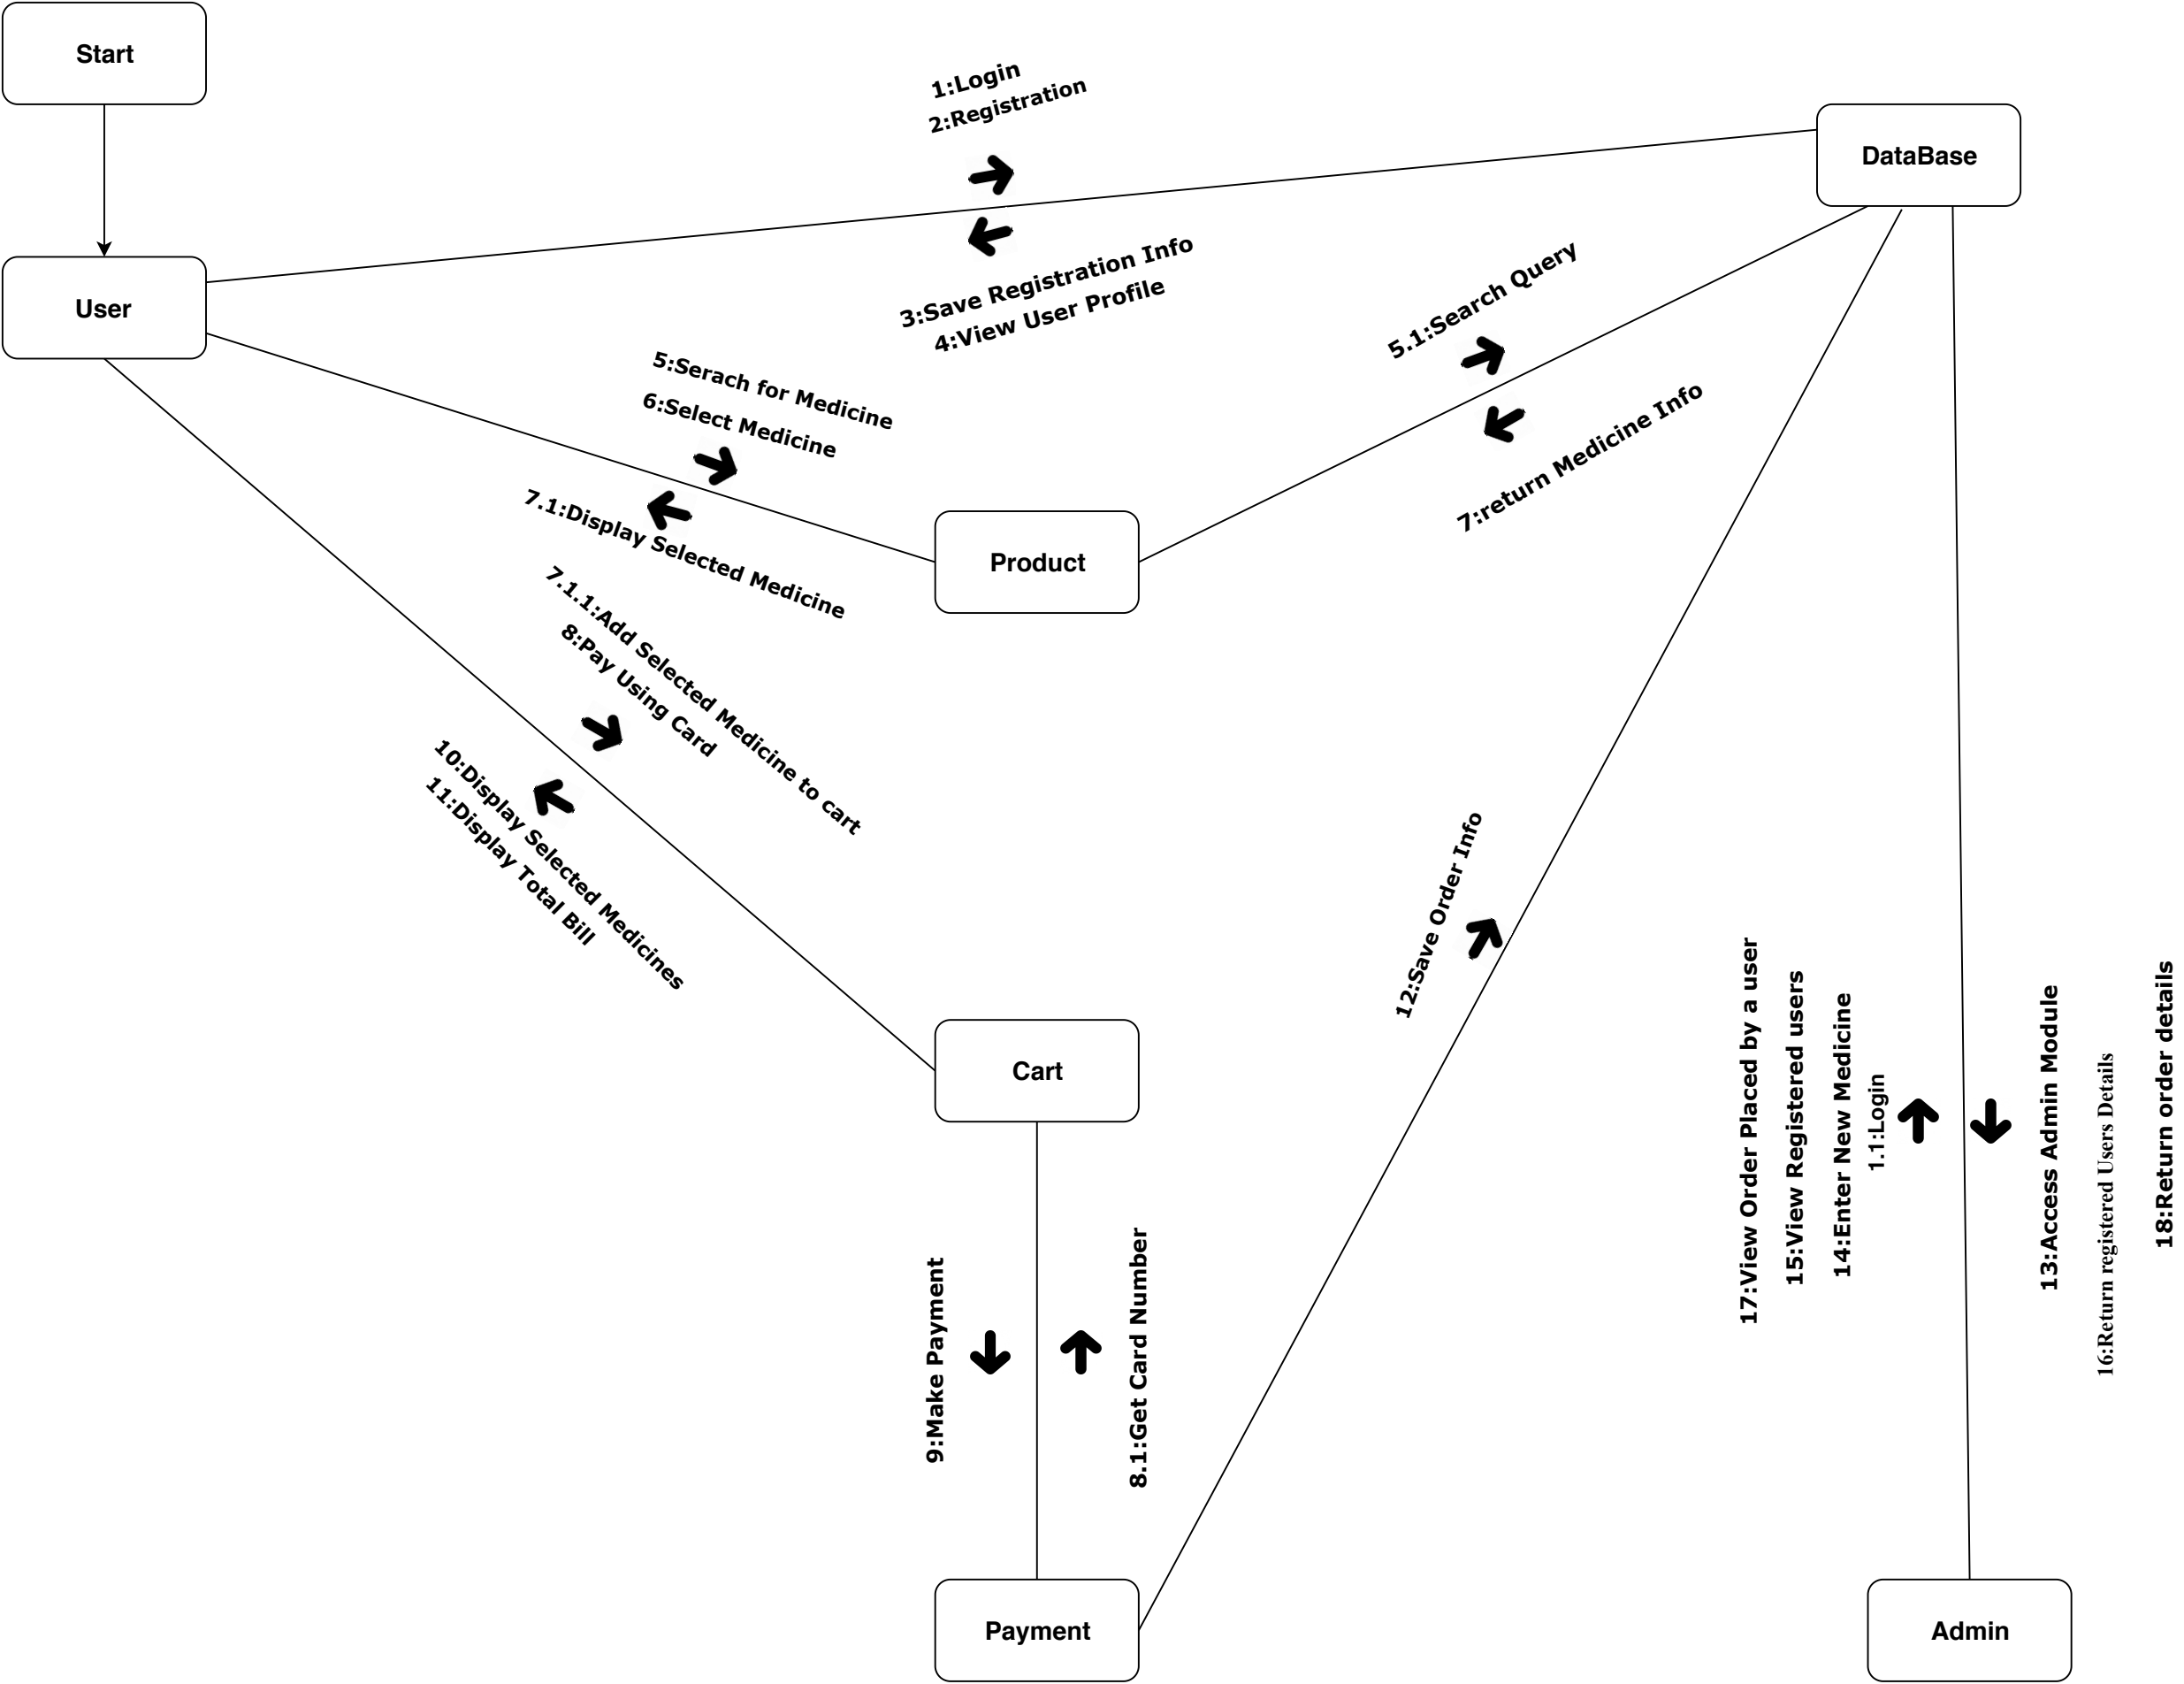 Start
1:Login
2:Registration
DataBase
User
3:Save Registration Info
4:View User Profile
5.1:Search Query
5:Serach for Medicine
6:Select Medicine
7:return Medicine Info
7.1:Display Selected Medicine
Product
7.1.1:Add Selected Medicine to cart
8:Pay Using Card
10:Display Selected Medicines
11:Display Total Bill
12:Save Order Info
17:View Order Placed by a user
15:View Registered users
14:Enter New Medicine
1.1:Login
13:Access Admin Module
16:Return registered Users Details
18:Return order details
Cart
9:Make Payment
8.1:Get Card Number
Payment
Admin